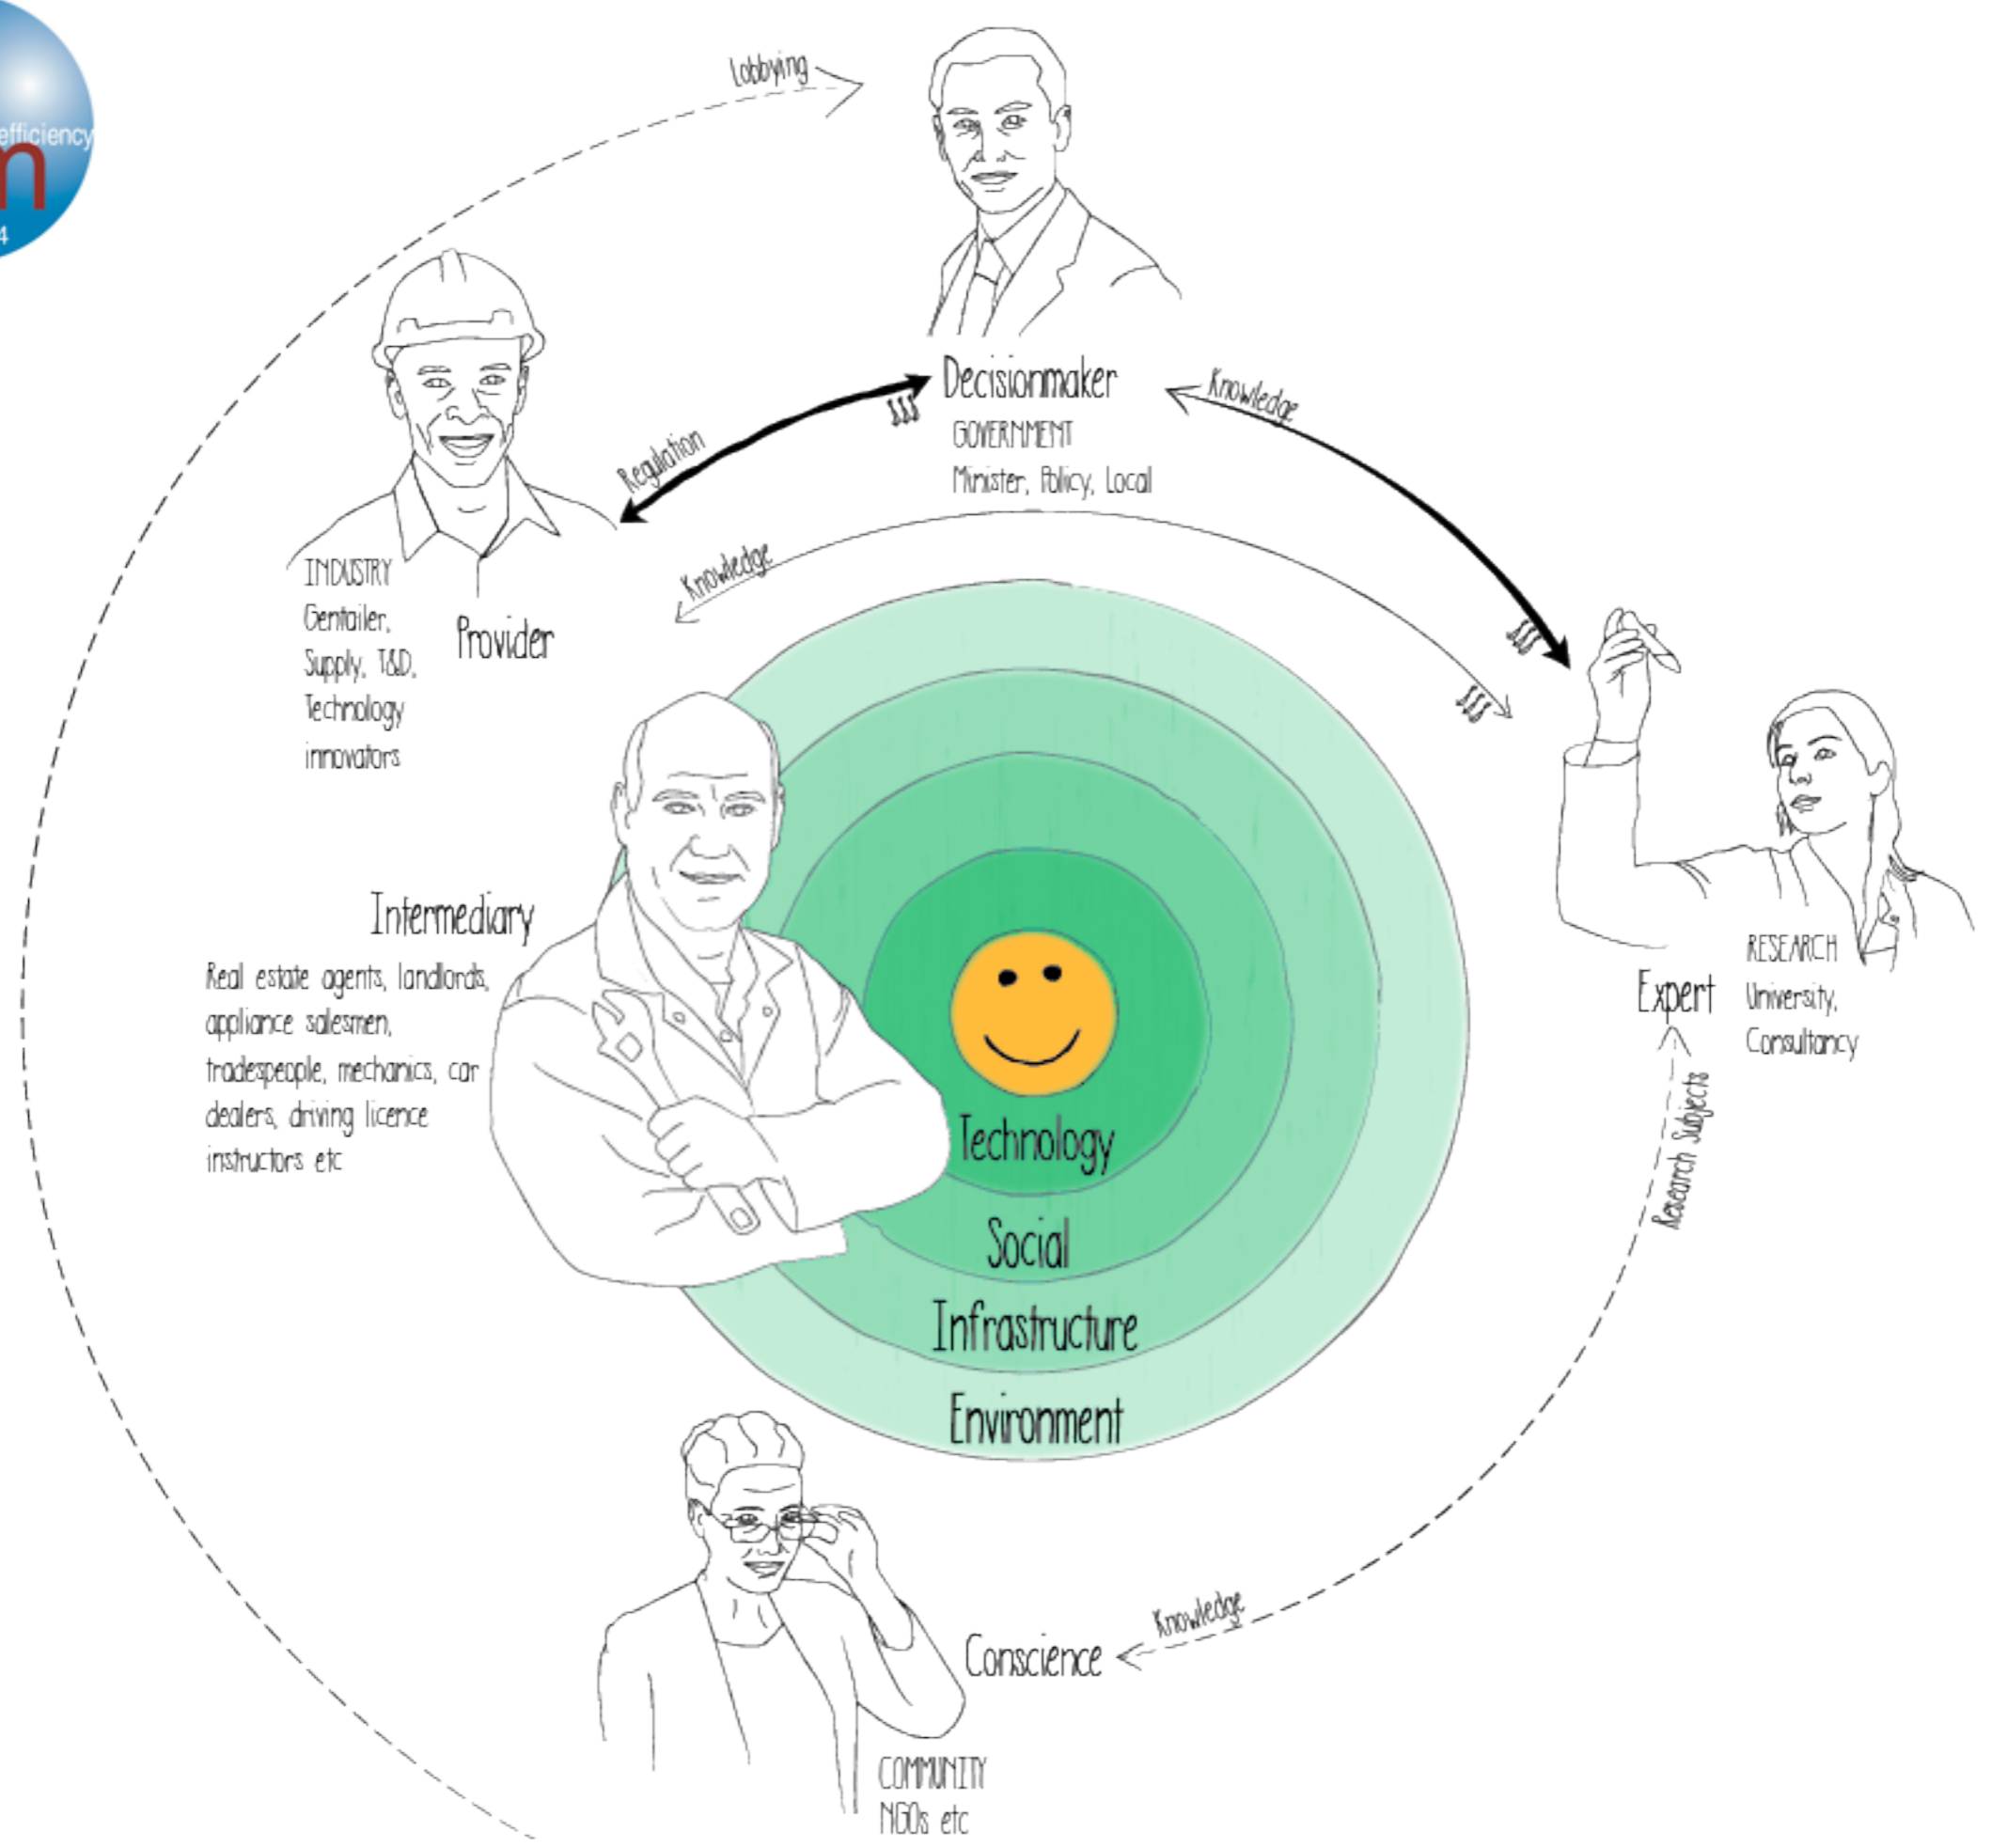 efficiency
m
4
Lobbying
Decisionmaker
GOVERNMENT
Minister, Policy, Local
Regulation
$$$
Knowledge
$$$
Knowledge
$$$
INDUSTRY
Gentailer,
Supply, T&D,
Technology
innovators
Provider
Intermediary
Real estate agents, landlords,
appliance salesmen,
tradespeople, mechanics, car
dealers, driving licence
instructors etc
RESEARCH
University,
Consultancy
Expert
Research Subjects
Technology
Social
Infrastructure
Environment
Knowledge
Conscience
COMMUNITY
NGOs etc